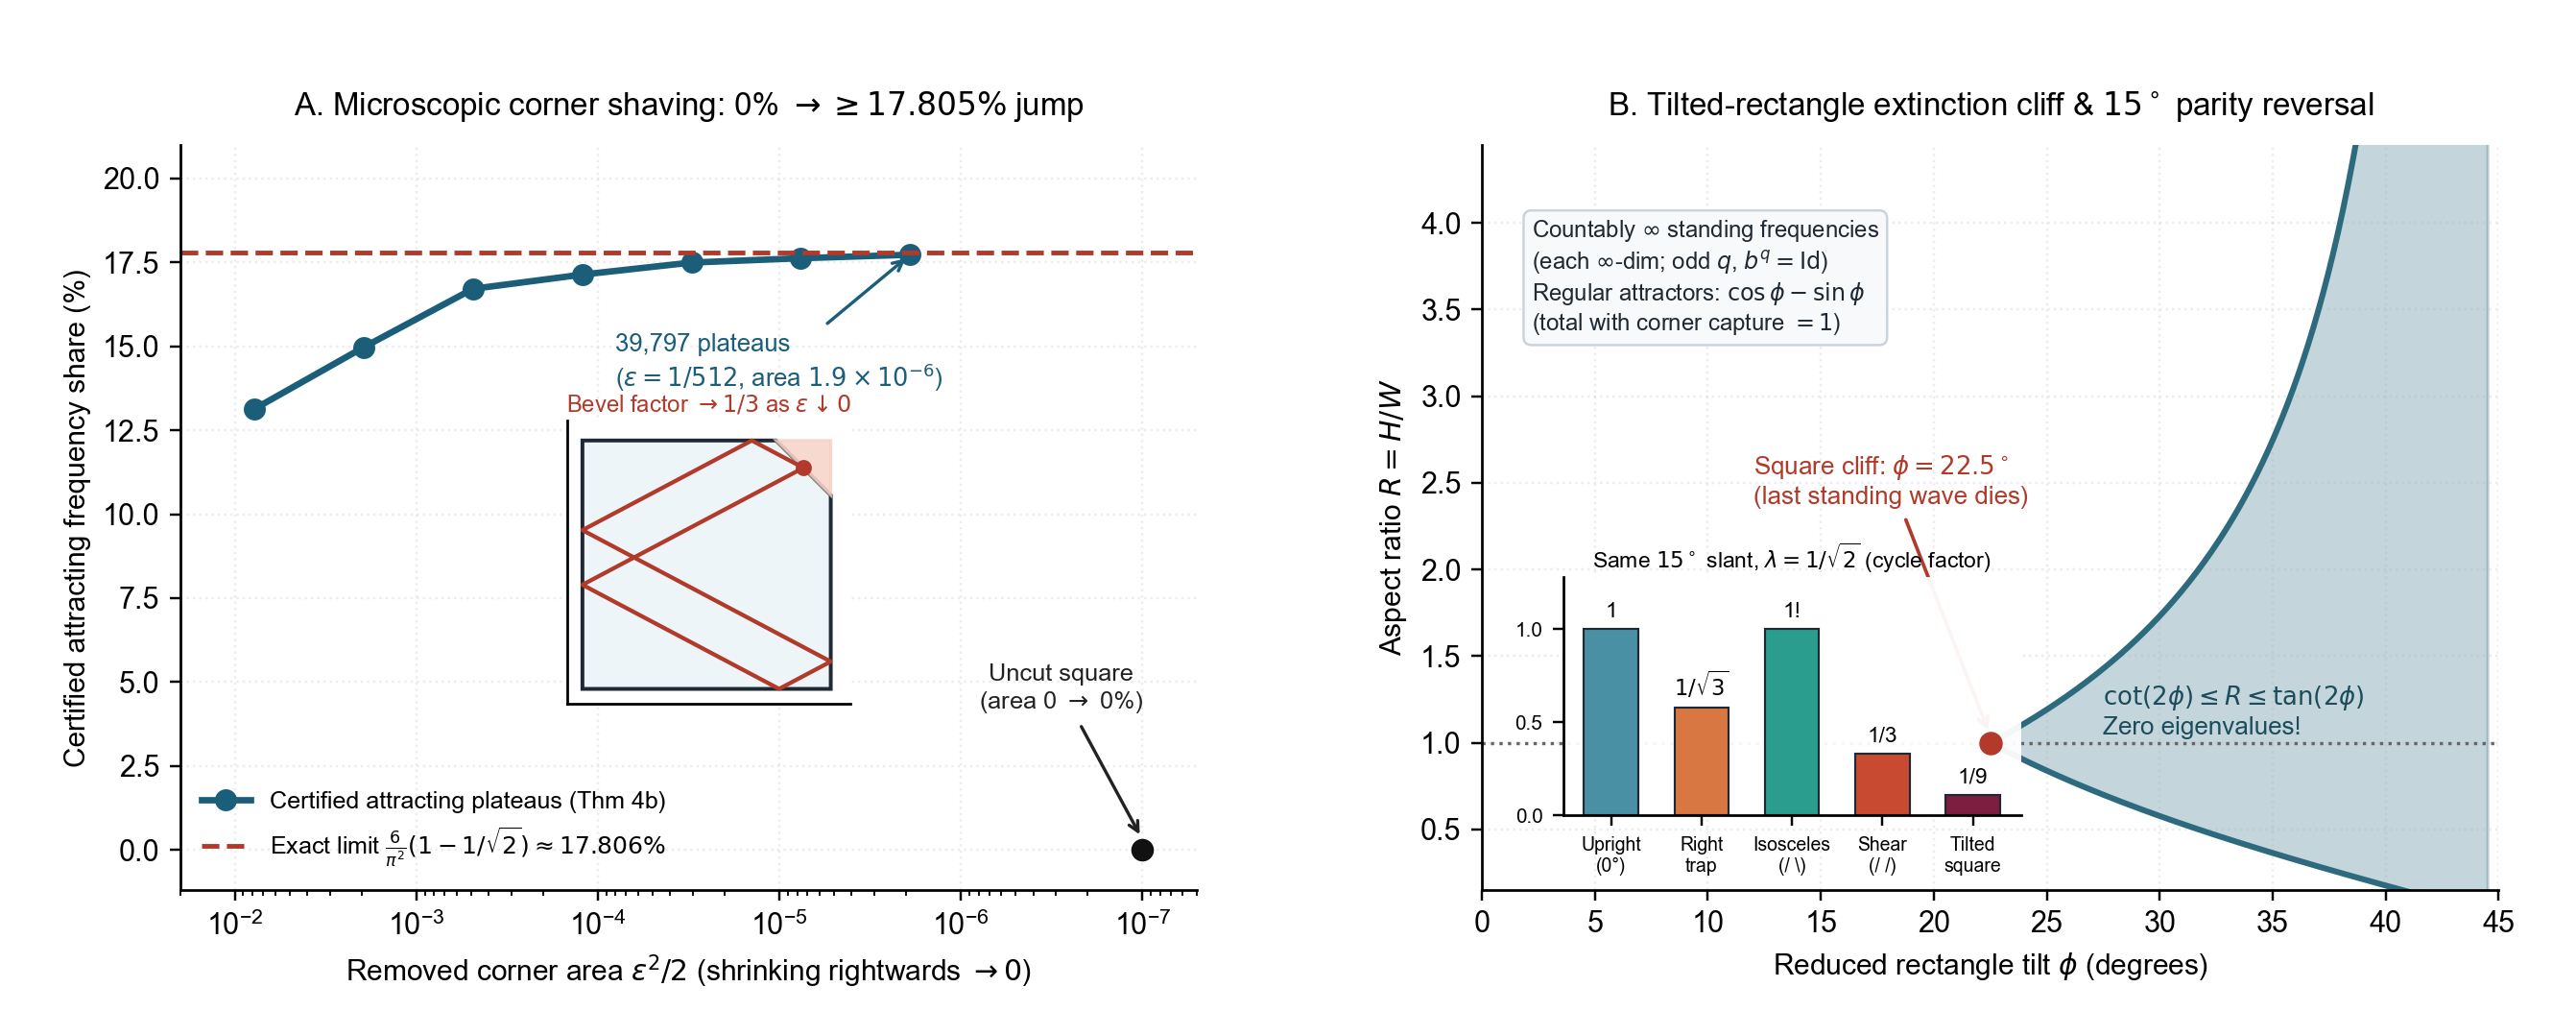 A. Microscopic corner shaving: 0% → ≥ 17.805% jump
Certified attracting frequency share (%)
20.0
17.5
15.0
12.5
10.0
7.5
5.0
2.5
0.0
39,797 plateaus
(ε = 1/512, area 1.9 × 10⁻⁶)
Bevel factor → 1/3 as ε ↓ 0
Uncut square
(area 0 → 0%)
Certified attracting plateaus (Thm 4b)
Exact limit 6/π² (1 − 1/√2) ≈ 17.806%
10⁻² 10⁻³ 10⁻⁴ 10⁻⁵ 10⁻⁶ 10⁻⁷
Removed corner area ε²/2 (shrinking rightwards → 0)
B. Tilted-rectangle extinction cliff & 15° parity reversal
Aspect ratio R = H/W
4.0
3.5
3.0
2.5
2.0
1.5
1.0
0.5
Countably ∞ standing frequencies
(each ∞-dim; odd q, b^q = Id)
Regular attractors: cos ϕ − sin ϕ
(total with corner capture = 1)
Square cliff: ϕ = 22.5°
(last standing wave dies)
Same 15° slant, λ = 1/√2 (cycle factor)
1.0
0.5
0.0
1
1/√3
1!
1/3
1/9
Upright
(0°)
Right
trap
Isosceles
(/ \)
Shear
(/ /)
Tilted
square
cot(2ϕ) ≤ R ≤ tan(2ϕ)
Zero eigenvalues!
0 5 10 15 20 25 30 35 40 45
Reduced rectangle tilt ϕ (degrees)